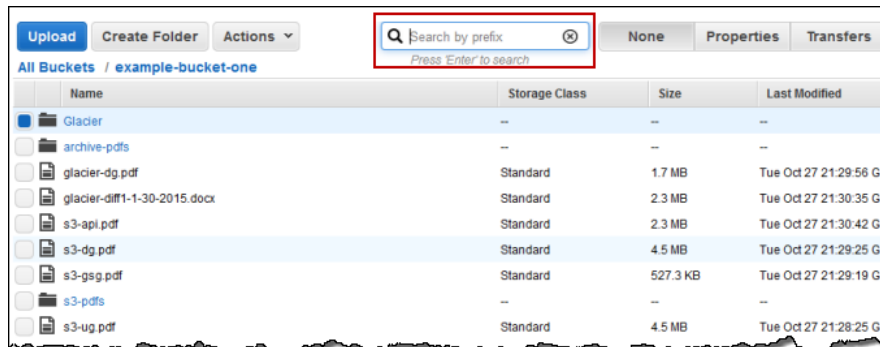 Upload Create Folder Actions Search by prefix None Properties Transfers
Press 'Enter' to search
All Buckets / example-bucket-one
Name Storage Class Size Last Modified
Glacier -- -- --
archive-pdfs -- -- --
glacier-dg.pdf Standard 1.7 MB Tue Oct 27 21:29:56 G
glacier-diff1-1-30-2015.docx Standard 2.3 MB Tue Oct 27 21:30:35 G
s3-api.pdf Standard 2.3 MB Tue Oct 27 21:30:42 G
s3-dg.pdf Standard 4.5 MB Tue Oct 27 21:29:25 G
s3-gsg.pdf Standard 527.3 KB Tue Oct 27 21:29:19 G
s3-pdfs -- -- --
s3-ug.pdf Standard 4.5 MB Tue Oct 27 21:28:25 G